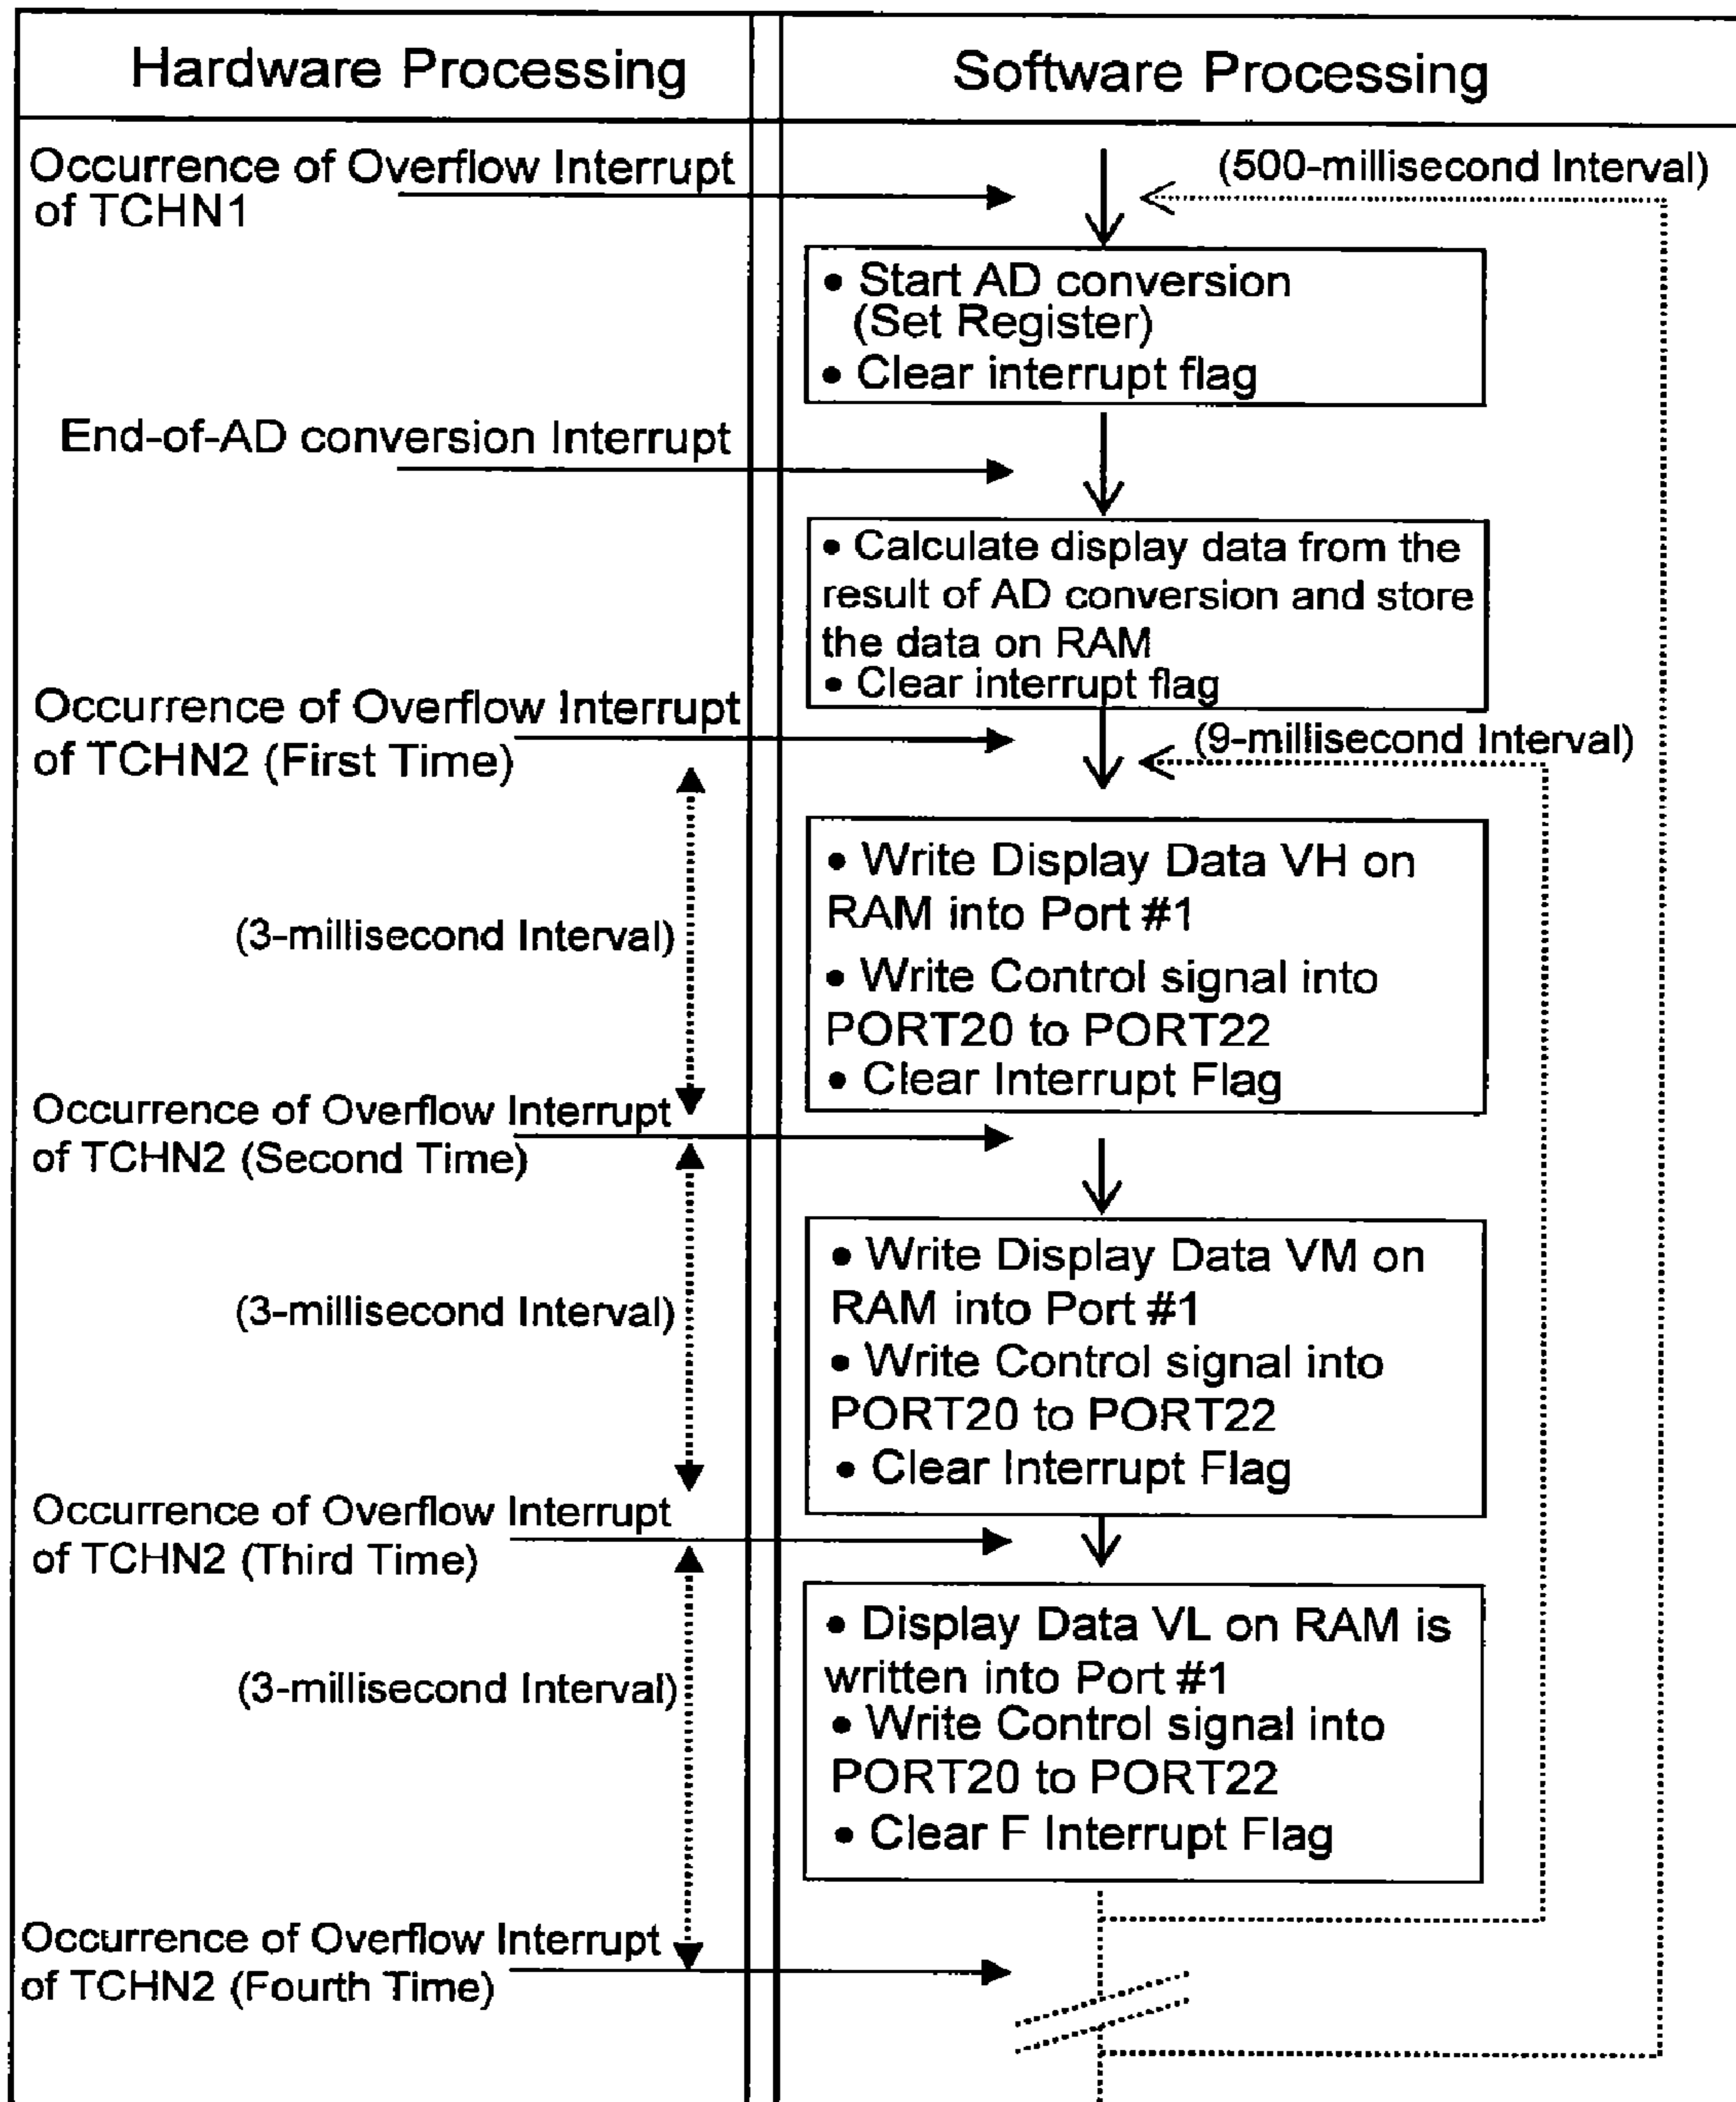 Hardware Processing
Software Processing
Occurrence of Overflow Interrupt
of TCHN1
(500-millisecond Interval)
• Start AD conversion
(Set Register)
• Clear interrupt flag
End-of-AD conversion Interrupt
• Calculate display data from the
result of AD conversion and store
the data on RAM
• Clear interrupt flag
Occurrence of Overflow Interrupt
of TCHN2 (First Time)
(9-millisecond Interval)
• Write Display Data VH on
RAM into Port #1
• Write Control signal into
PORT20 to PORT22
• Clear Interrupt Flag
(3-millisecond Interval)
Occurrence of Overflow Interrupt
of TCHN2 (Second Time)
• Write Display Data VM on
RAM into Port #1
• Write Control signal into
PORT20 to PORT22
• Clear Interrupt Flag
(3-millisecond Interval)
Occurrence of Overflow Interrupt
of TCHN2 (Third Time)
• Display Data VL on RAM is
written into Port #1
• Write Control signal into
PORT20 to PORT22
• Clear F Interrupt Flag
(3-millisecond Interval)
Occurrence of Overflow Interrupt
of TCHN2 (Fourth Time)